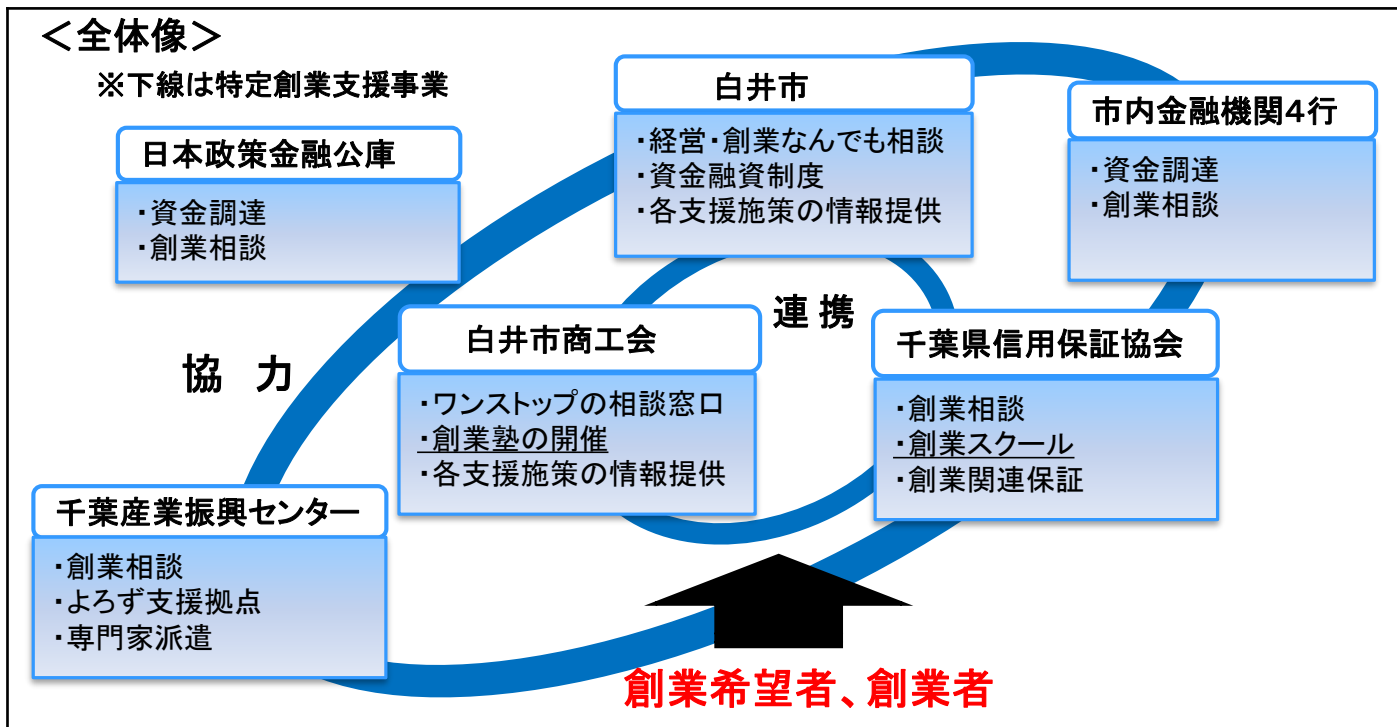 ＜全体像＞
※下線は特定創業支援事業
日本政策金融公庫
・資金調達
・創業相談
白井市
・経営・創業なんでも相談
・資金融資制度
・各支援施策の情報提供
市内金融機関4行
・資金調達
・創業相談
協 力
連 携
白井市商工会
・ワンストップの相談窓口
・創業塾の開催
・各支援施策の情報提供
千葉県信用保証協会
・創業相談
・創業スクール
・創業関連保証
千葉産業振興センター
・創業相談
・よろず支援拠点
・専門家派遣
創業希望者、創業者